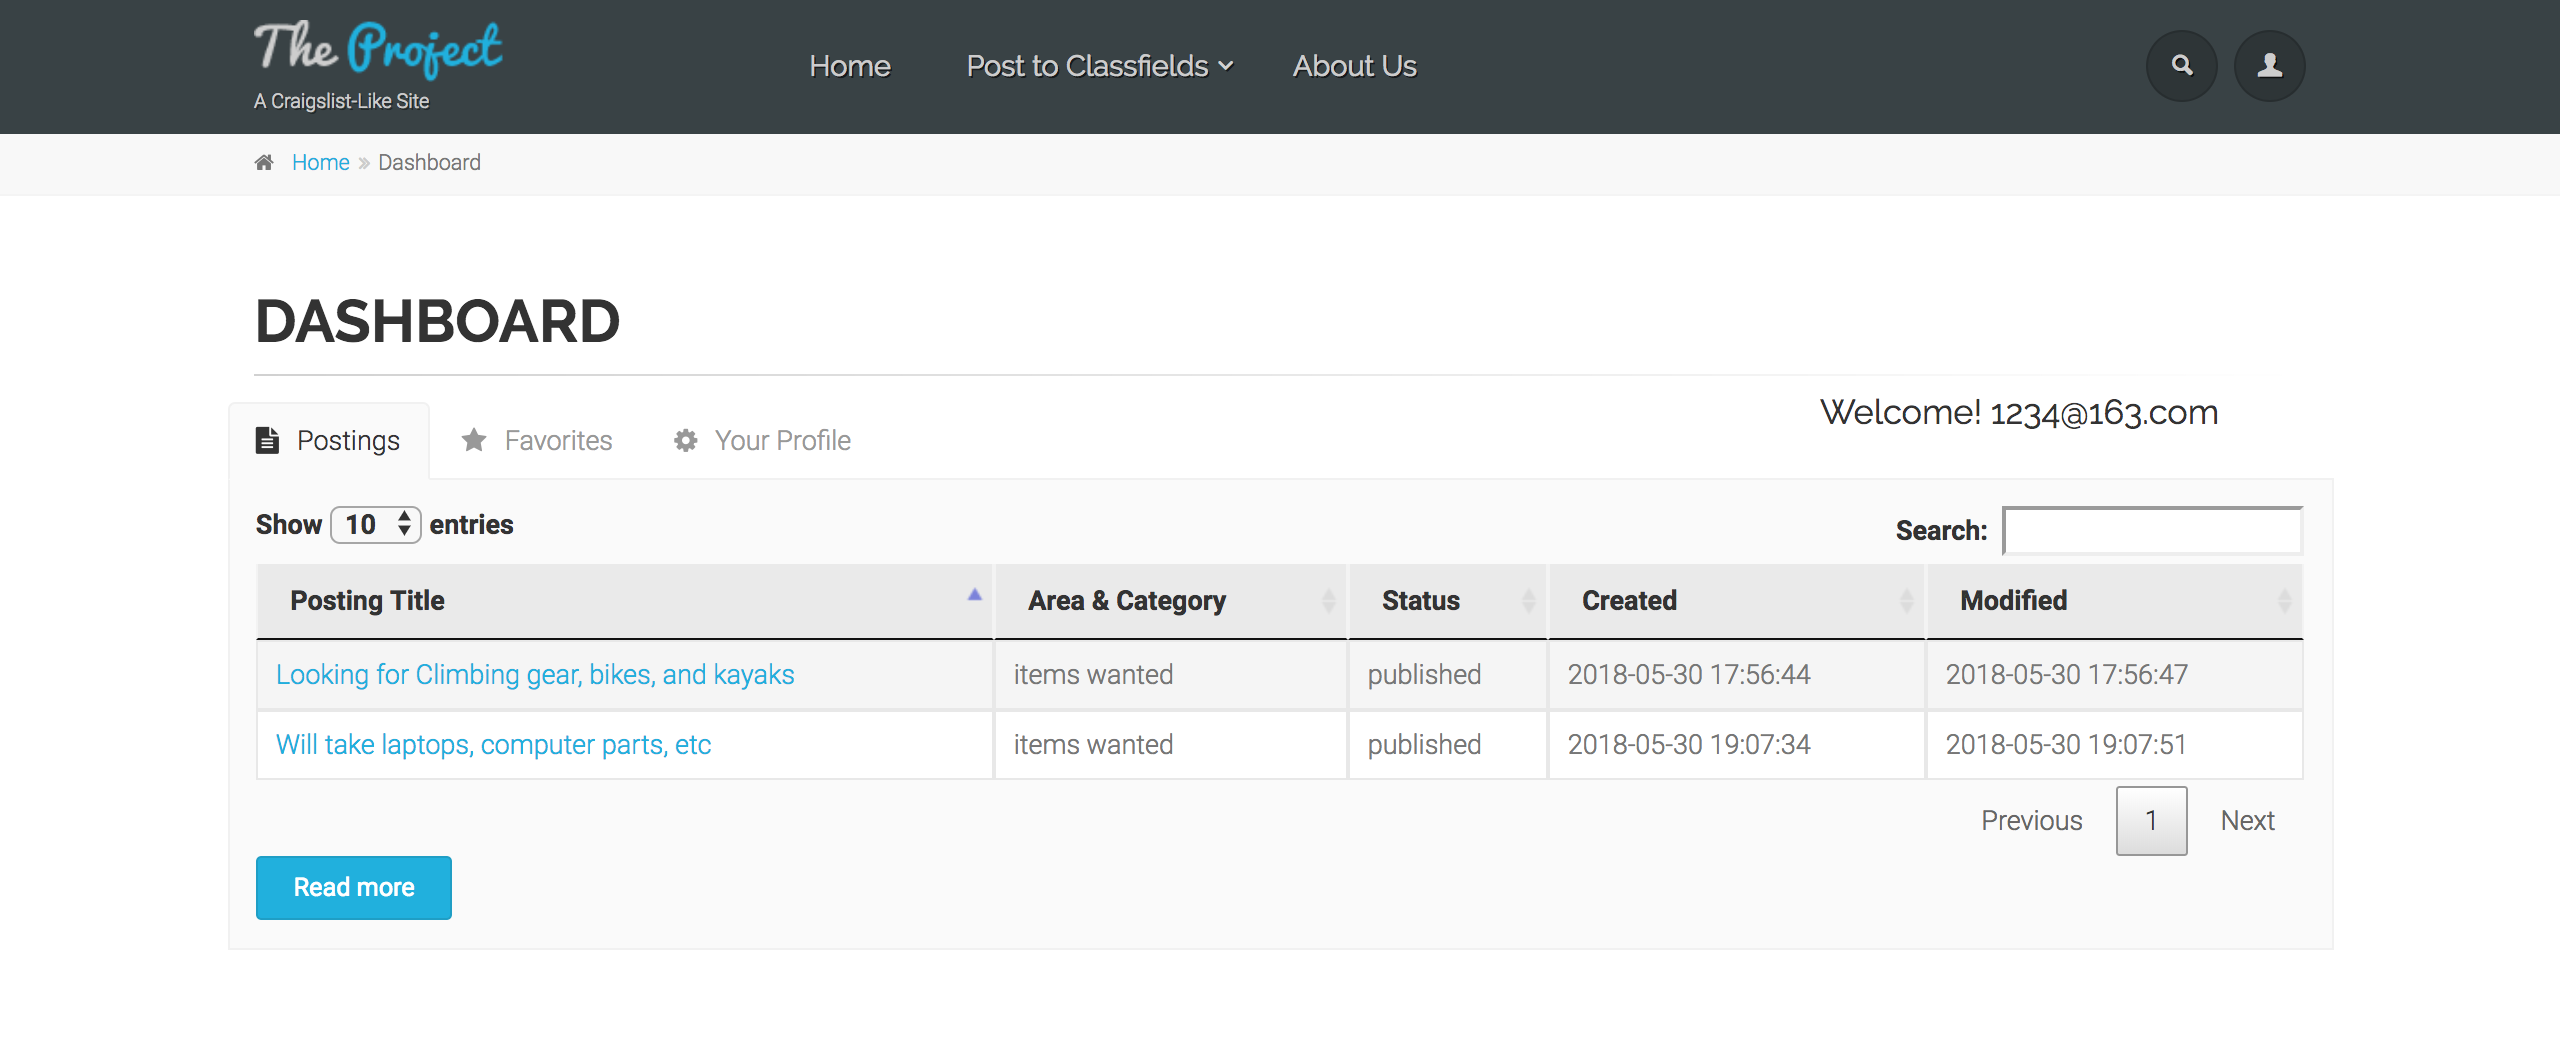 The Project
A Craigslist-Like Site
Home Post to Classfields About Us
Home » Dashboard
DASHBOARD
Welcome! 1234@163.com
Postings Favorites Your Profile
Show 10 entries Search:
Posting Title Area & Category Status Created Modified
Looking for Climbing gear, bikes, and kayaks items wanted published 2018-05-30 17:56:44 2018-05-30 17:56:47
Will take laptops, computer parts, etc items wanted published 2018-05-30 19:07:34 2018-05-30 19:07:51
Previous 1 Next
Read more